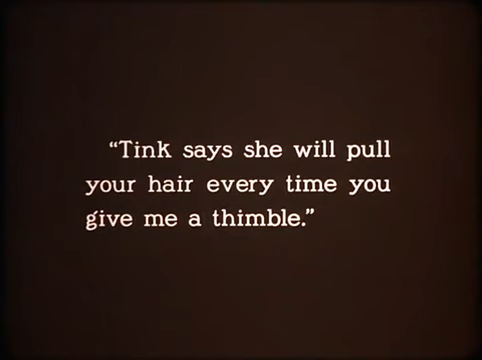 “Tink says she will pull
your hair every time you
give me a thimble.”